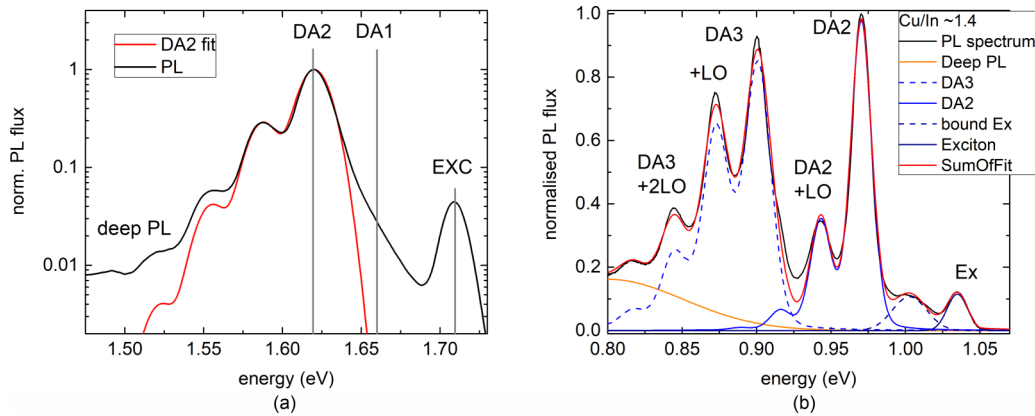 DA2 DA1
DA2 fit
PL
EXC
deep PL
norm. PL flux
1
0.1
0.01
1.50 1.55 1.60 1.65 1.70
energy (eV)
(a)
Cu/In ~1.4
PL spectrum
Deep PL
DA3
DA2
bound Ex
Exciton
SumOfFit
DA3
+LO
DA2
DA3
+2LO
DA2
+LO
Ex
normalised PL flux
1.0
0.8
0.6
0.4
0.2
0.0
0.80 0.85 0.90 0.95 1.00 1.05
energy (eV)
(b)